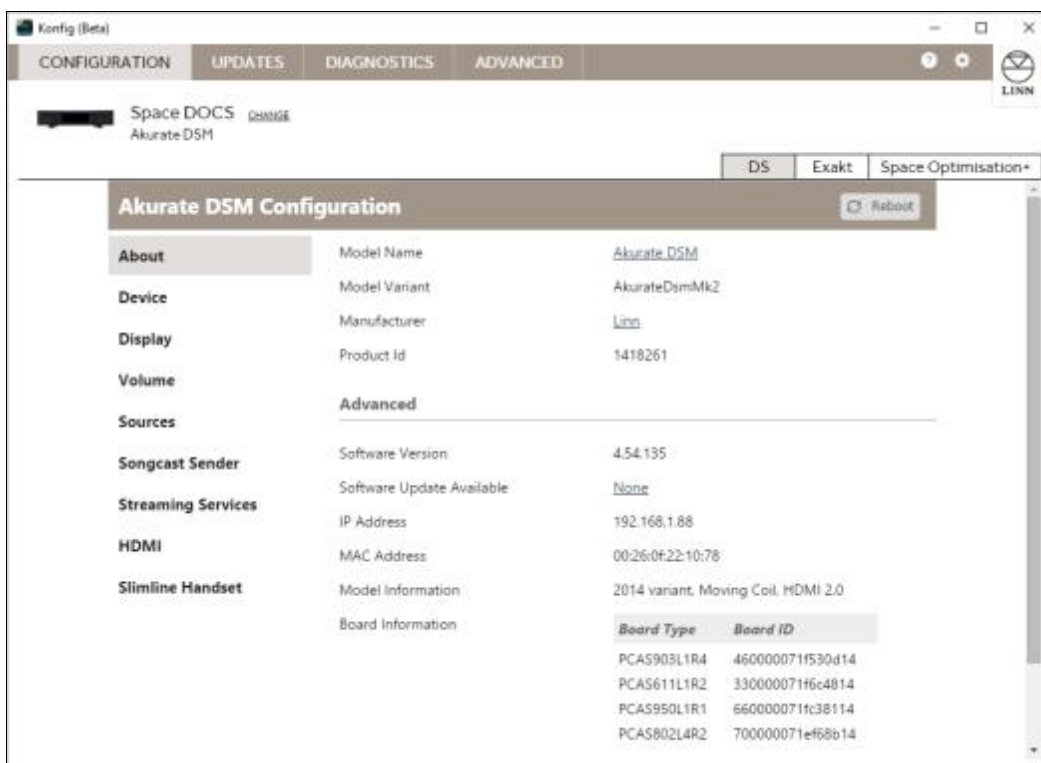 Konfig (Beta)
CONFIGURATION UPDATES DIAGNOSTICS ADVANCED
LINN
Space DOCS CHANGE
Akurate DSM
DS Exakt Space Optimisation+
Akurate DSM Configuration Reboot
About Model Name Akurate DSM
Model Variant AkurateDsmMk2
Device
Manufacturer Linn
Display
Product Id 1418261
Volume
Advanced
Sources
Software Version 4.54.135
Songcast Sender
Software Update Available None
Streaming Services
IP Address 192.168.1.88
HDMI
MAC Address 00:26:0f:22:10:78
Slimline Handset Model Information 2014 variant, Moving Coil, HDMI 2.0
Board Information Board Type Board ID
PCAS903L1R4 460000071f530d14
PCAS611L1R2 330000071f6c4814
PCAS950L1R1 660000071fc38114
PCAS802L4R2 700000071ef68b14